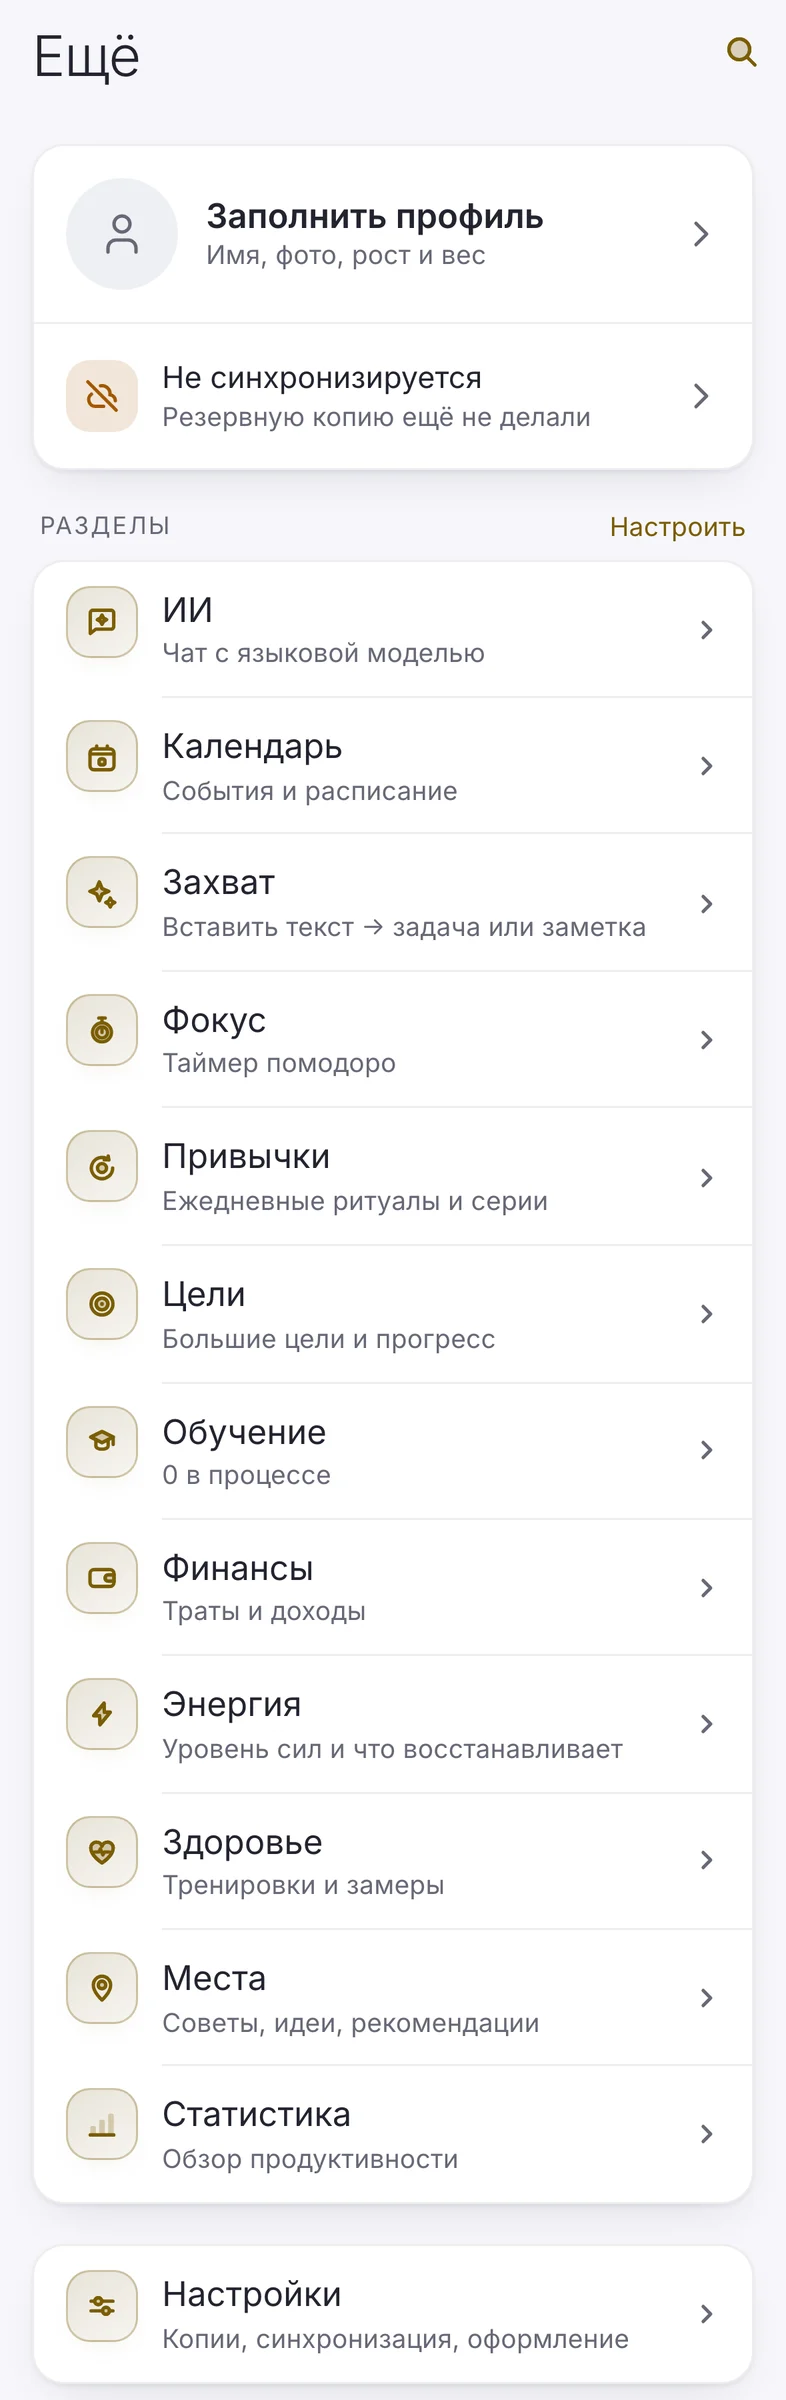 Ещё
Заполнить профиль
Имя, фото, рост и вес
Не синхронизируется
Резервную копию ещё не делали
РАЗДЕЛЫ
Настроить
ИИ
Чат с языковой моделью
Календарь
События и расписание
Захват
Вставить текст → задача или заметка
Фокус
Таймер помодоро
Привычки
Ежедневные ритуалы и серии
Цели
Большие цели и прогресс
Обучение
0 в процессе
Финансы
Траты и доходы
Энергия
Уровень сил и что восстанавливает
Здоровье
Тренировки и замеры
Места
Советы, идеи, рекомендации
Статистика
Обзор продуктивности
Настройки
Копии, синхронизация, оформление